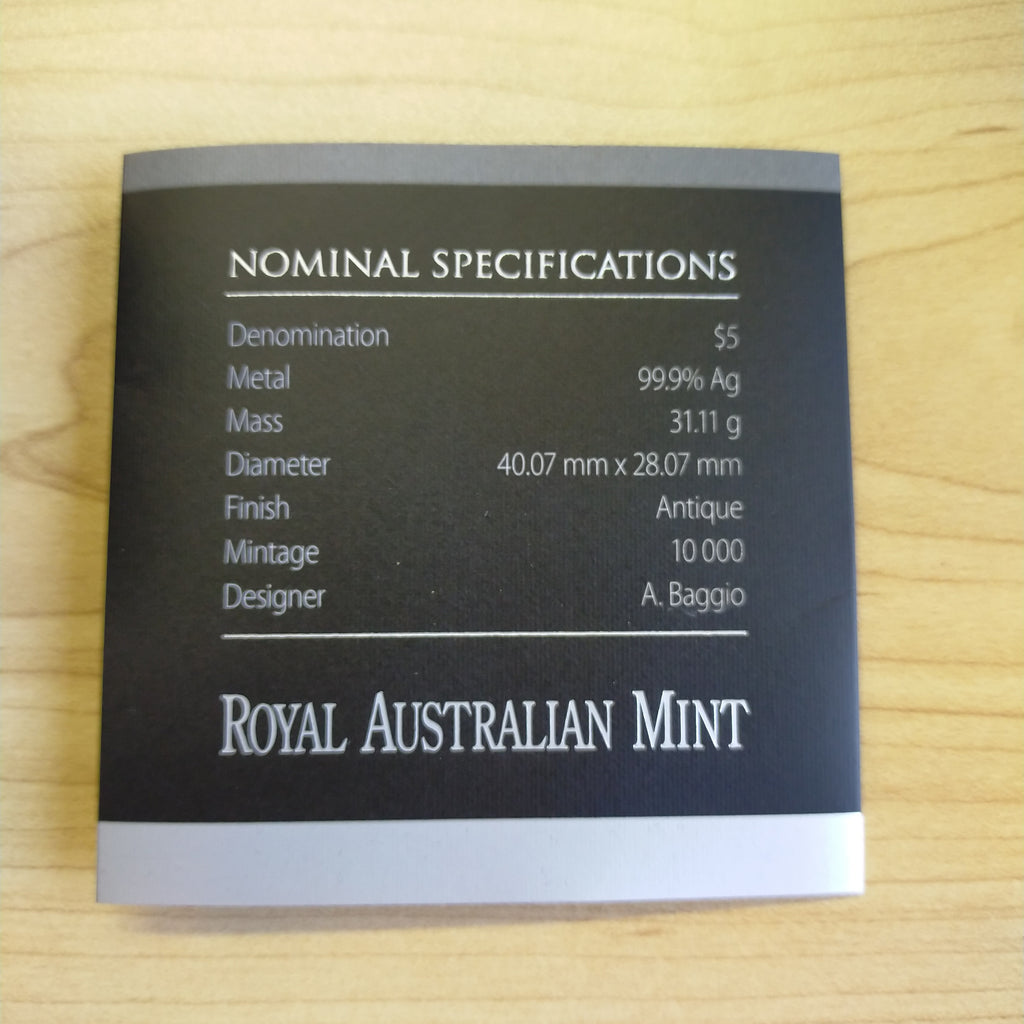 NOMINAL SPECIFICATIONS
Denomination $5
Metal 99.9% Ag
Mass 31.11 g
Diameter 40.07 mm x 28.07 mm
Finish Antique
Mintage 10 000
Designer A. Baggio
ROYAL AUSTRALIAN MINT